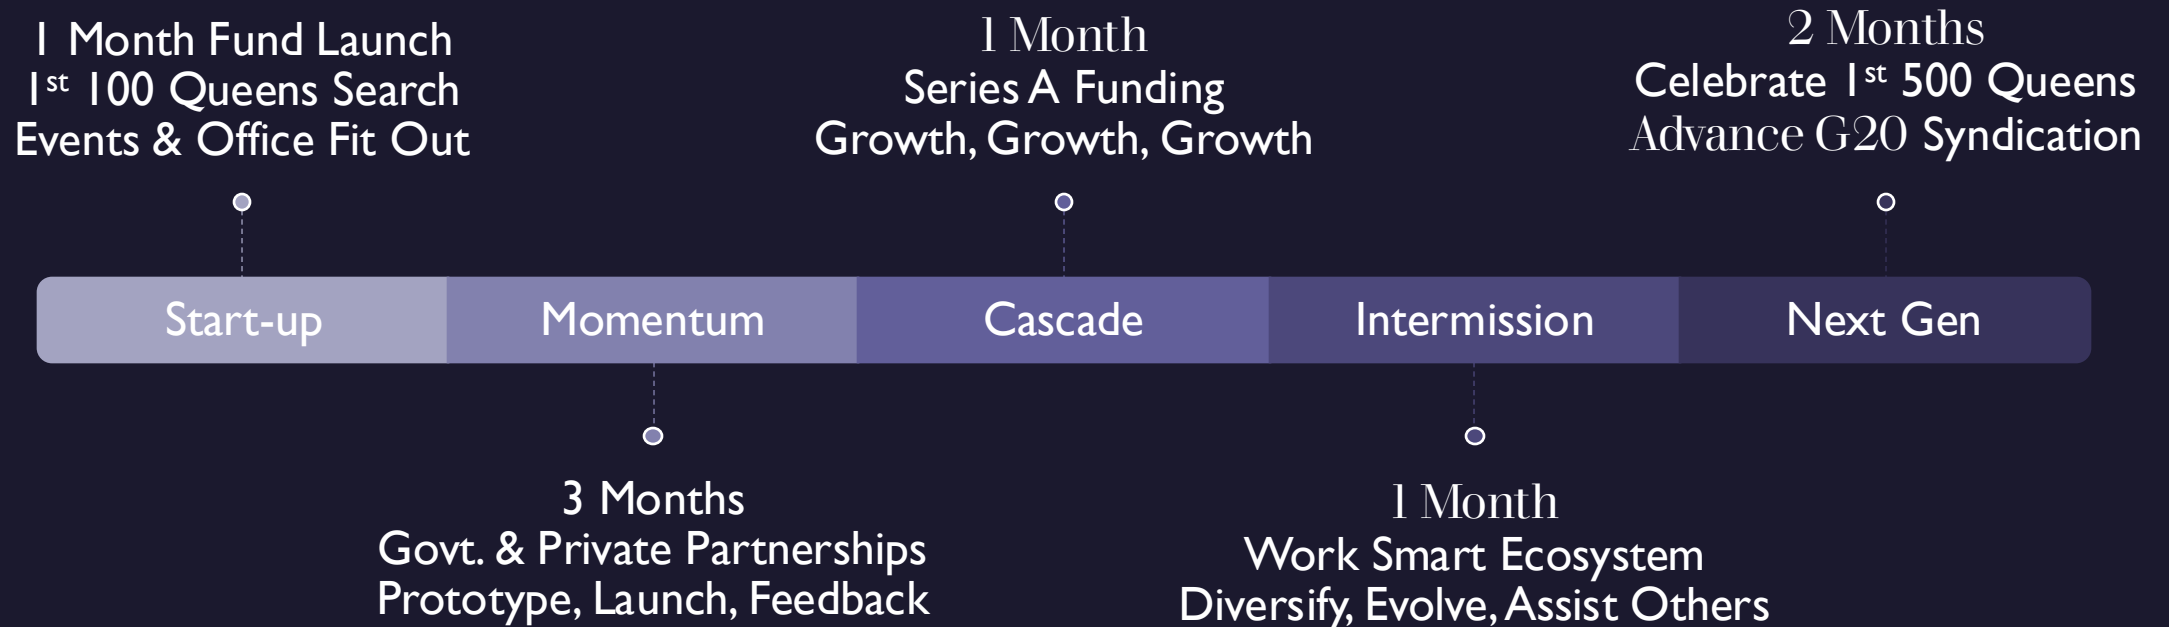 1 Month Fund Launch
1st 100 Queens Search
Events & Office Fit Out
1 Month
Series A Funding
Growth, Growth, Growth
2 Months
Celebrate 1st 500 Queens
Advance G20 Syndication
Start-up
Momentum
Cascade
Intermission
Next Gen
3 Months
Govt. & Private Partnerships
Prototype, Launch, Feedback
1 Month
Work Smart Ecosystem
Diversify, Evolve, Assist Others